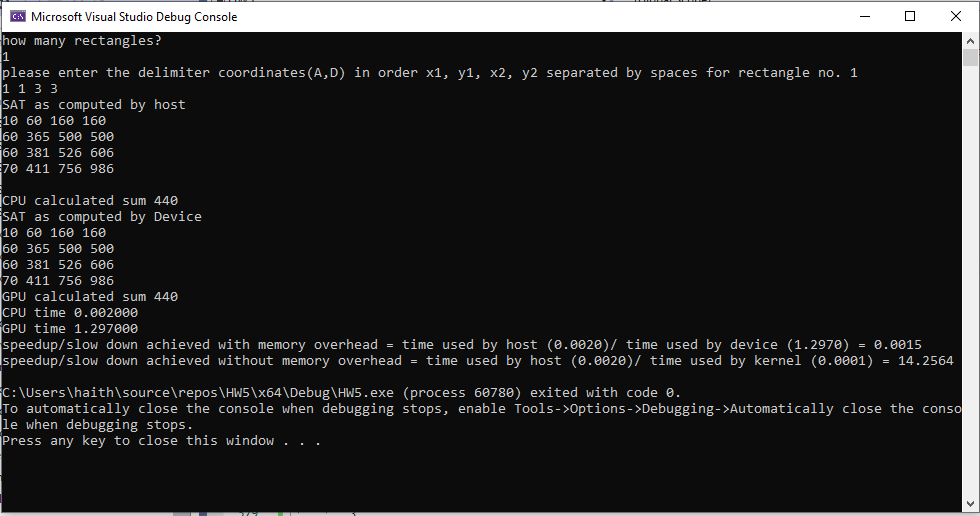 Microsoft Visual Studio Debug Console
how many rectangles?
1
please enter the delimiter coordinates(A,D) in order x1, y1, x2, y2 separated by spaces for rectangle no. 1
1 1 3 3
SAT as computed by host
10 60 160 160
60 365 500 500
60 381 526 606
70 411 756 986
CPU calculated sum 440
SAT as computed by Device
10 60 160 160
60 365 500 500
60 381 526 606
70 411 756 986
GPU calculated sum 440
CPU time 0.002000
GPU time 1.297000
speedup/slow down achieved with memory overhead = time used by host (0.0020)/ time used by device (1.2970) = 0.0015
speedup/slow down achieved without memory overhead = time used by host (0.0020)/ time used by kernel (0.0001) = 14.2564
C:\Users\haith\source\repos\HW5\x64\Debug\HW5.exe (process 60780) exited with code 0.
To automatically close the console when debugging stops, enable Tools->Options->Debugging->Automatically close the conso
le when debugging stops.
Press any key to close this window . . .